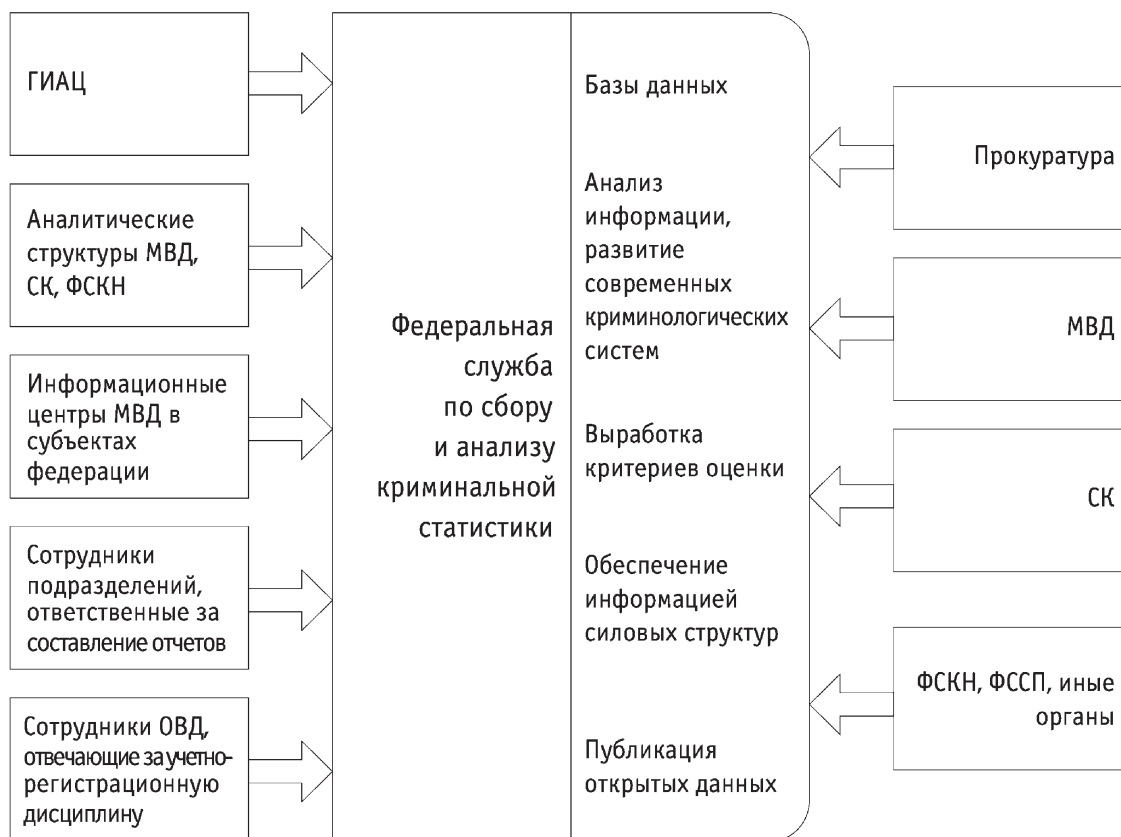 ГИАЦ
Аналитические
структуры МВД,
СК, ФСКН
Информационные
центры МВД в
субъектах
федерации
Сотрудники
подразделений,
ответственные за
составление отчетов
Сотрудники ОВД,
отвечающие за учетно-
регистрационную
дисциплину
Федеральная
служба
по сбору
и анализу
криминальной
статистики
Базы данных
Анализ
информации,
развитие
современных
криминологических
систем
Выработка
критериев оценки
Обеспечение
информацией
силовых структур
Публикация
открытых данных
Прокуратура
МВД
СК
ФСКН, ФССП, иные
органы